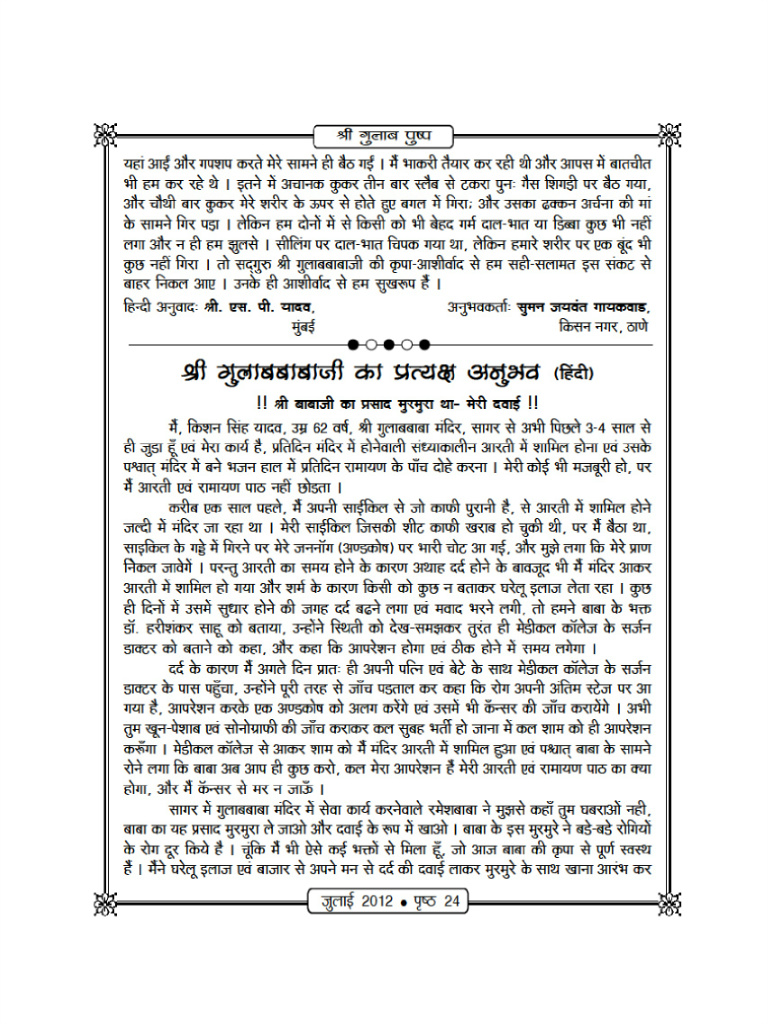 श्री गुलाब पुष्प
यहां आईं और गपशप करते मेरे सामने ही बैठ गईं । मैं भाकरी तैयार कर रही थी और आपस में बातचीत
भी हम कर रहे थे । इतने में अचानक कुकर तीन बार स्लैब से टकरा पुनः गैस शिगड़ी पर बैठ गया,
और चौथी बार कुकर मेरे शरीर के ऊपर से होते हुए बगल में गिरा; और उसका ढक्कन अर्चना की मां
के सामने गिर पड़ा । लेकिन हम दोनों में से किसी को भी बेहद गर्म दाल-भात या डिब्बा कुछ भी नहीं
लगा और न ही हम झुलसे । सीलिंग पर दाल-भात चिपक गया था, लेकिन हमारे शरीर पर एक बूंद भी
कुछ नहीं गिरा । तो सद्‌गुरु श्री गुलाबबाबाजी की कृपा-आशीर्वाद से हम सही-सलामत इस संकट से
बाहर निकल आए । उनके ही आशीर्वाद से हम सुखरूप हैं ।
हिन्दी अनुवादः श्री. एस. पी. यादव, अनुभवकर्ताः सुमन जयवंत गायकवाड,
मुंबई किसन नगर, ठाणे
श्री गुलाबबाबाजी का प्रत्यक्ष अनुभव (हिंदी)
!! श्री बाबाजी का प्रसाद मुरमुरा था- मेरी दवाई !!
मैं, किशन सिंह यादव, उम्र 62 वर्ष, श्री गुलाबबाबा मंदिर, सागर से अभी पिछले 3-4 साल से
ही जुडा हूँ एवं मेरा कार्य है, प्रतिदिन मंदिर में होनेवाली संध्याकालीन आरती में शामिल होना एवं उसके
पश्वात् मंदिर में बने भजन हाल में प्रतिदिन रामायण के पाँच दोहे करना । मेरी कोई भी मजबूरी हो, पर
मैं आरती एवं रामायण पाठ नहीं छोडता ।
करीब एक साल पहले, मैं अपनी साईकिल से जो काफी पुरानी है, से आरती में शामिल होने
जल्दी में मंदिर जा रहा था । मेरी साईकिल जिसकी शीट काफी खराब हो चुकी थी, पर मैं बैठा था,
साइकिल के गड्ढे में गिरने पर मेरे जननाँग (अण्डकोष) पर भारी चोट आ गई, और मुझे लगा कि मेरे प्राण
निकल जावेगें । परन्तु आरती का समय होने के कारण अथाह दर्द होने के बावजूद भी मैं मंदिर आकर
आरती में शामिल हो गया और शर्म के कारण किसी को कुछ न बताकर घरेलू इलाज लेता रहा । कुछ
ही दिनों में उसमें सुधार होने की जगह दर्द बढने लगा एवं मवाद भरने लगी, तो हमने बाबा के भक्त
डॉ. हरीशंकर साहू को बताया, उन्होंने स्थिती को देख-समझकर तुरंत ही मेडीकल कॉलेज के सर्जन
डाक्टर को बताने को कहा, और कहा कि आपरेशन होगा एवं ठीक होने में समय लगेगा ।
दर्द के कारण मैं अगले दिन प्रातः ही अपनी पत्नि एवं बेटे के साथ मेडीकल कॉलेज के सर्जन
डाक्टर के पास पहुँचा, उन्होंने पूरी तरह से जाँच पड़ताल कर कहा कि रोग अपनी अंतिम स्टेज पर आ
गया है, आपरेशन करके एक अण्डकोष को अलग करेंगे एवं उसमें भी कॅन्सर की जाँच करायेंगे । अभी
तुम खून-पेशाब एवं सोनोग्राफी की जाँच कराकर कल सुबह भर्ती हो जाना में कल शाम को ही आपरेशन
करूँगा । मेडीकल कॉलेज से आकर शाम को मैं मंदिर आरती में शामिल हुआ एवं पश्वात् बाबा के सामने
रोने लगा कि बाबा अब आप ही कुछ करो, कल मेरा आपरेशन हैं मेरी आरती एवं रामायण पाठ का क्या
होगा, और मैं कॅन्सर से मर न जाऊँ ।
सागर में गुलाबबाबा मंदिर में सेवा कार्य करनेवाले रमेशबाबा ने मुझसे कहाँ तुम घबराओं नही,
बाबा का यह प्रसाद मुरमुरा ले जाओ और दवाई के रूप में खाओ । बाबा के इस मुरमुरे ने बडे-बडे रोगियों
के रोग दूर किये है । चूंकि मैं भी ऐसे कई भक्तों से मिला हूँ, जो आज बाबा की कृपा से पूर्ण स्वस्थ
हैं । मैंने घरेलू इलाज एवं बाजार से अपने मन से दर्द की दवाई लाकर मुरमुरे के साथ खाना आरंभ कर
जुलाई 2012 ● पृष्ठ 24